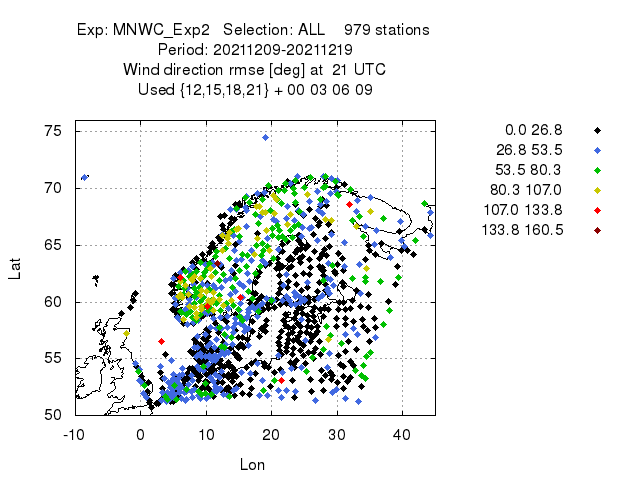 Exp: MNWC_Exp2   Selection: ALL    979 stations
Period: 20211209-20211219
Wind direction rmse [deg] at  21 UTC
Used {12,15,18,21} + 00 03 06 09
0.0 26.8
26.8 53.5
53.5 80.3
80.3 107.0
107.0 133.8
133.8 160.5
75
70
65
60
55
50
Lat
-10 0 10 20 30 40
Lon